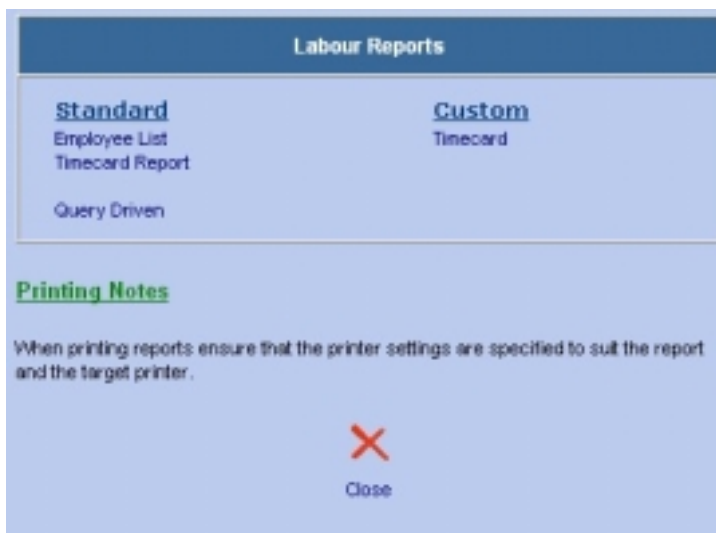 Labour Reports
Standard
Employee List
Timecard Report
Query Driven
Custom
Timecard
Printing Notes
When printing reports ensure that the printer settings are specified to suit the report
and the target printer.
Close